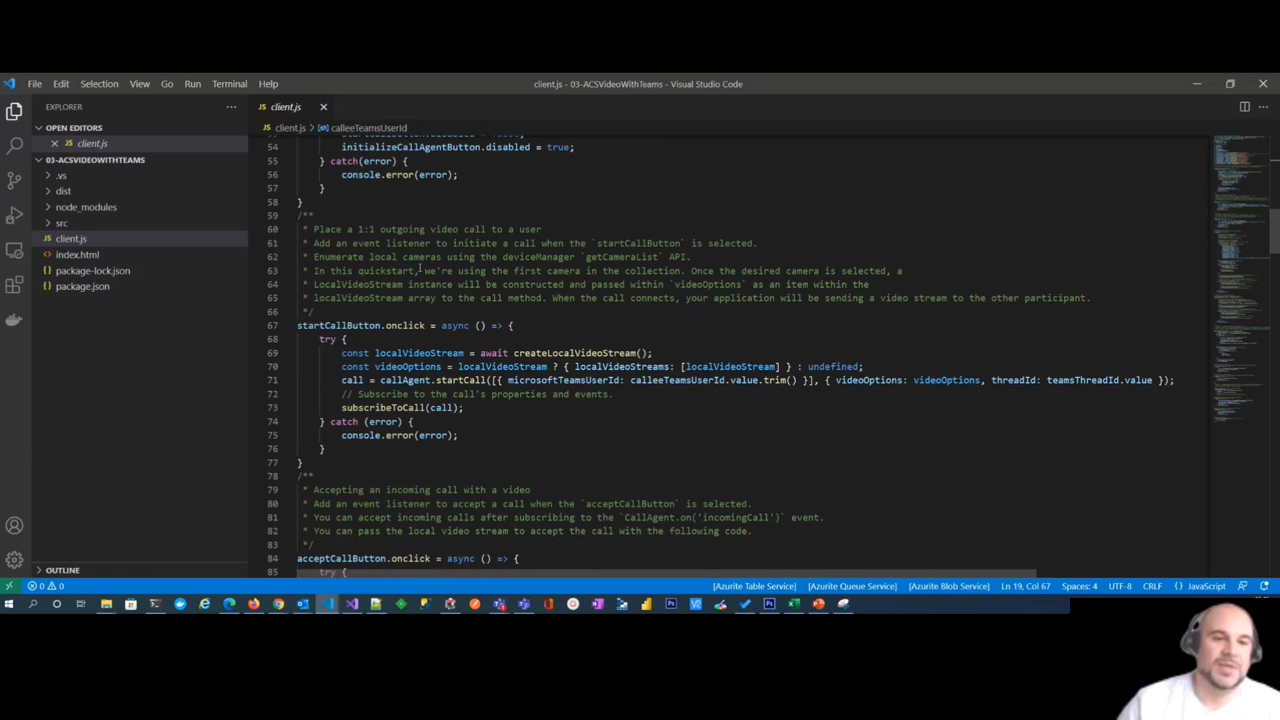 File Edit Selection View Go Run Terminal Help
client.js - 03-ACSVideoWithTeams - Visual Studio Code
EXPLORER
OPEN EDITORS
client.js
03-ACSVIDEOWITHTEAMS
.vs
dist
node_modules
src
client.js
index.html
package-lock.json
package.json
OUTLINE
client.js
client.js > calleeTeamsUserId
54 initializeCallAgentButton.disabled = true;
55 } catch(error) {
56 console.error(error);
57 }
58 }
59 /**
60 * Place a 1:1 outgoing video call to a user
61 * Add an event listener to initiate a call when the `startCallButton` is selected.
62 * Enumerate local cameras using the deviceManager `getCameraList` API.
63 * In this quickstart, we're using the first camera in the collection. Once the desired camera is selected, a
64 * LocalVideoStream instance will be constructed and passed within `videoOptions` as an item within the
65 * localVideoStream array to the call method. When the call connects, your application will be sending a video stream to the other participant.
66 */
67 startCallButton.onclick = async () => {
68 try {
69 const localVideoStream = await createLocalVideoStream();
70 const videoOptions = localVideoStream ? { localVideoStreams: [localVideoStream] } : undefined;
71 call = callAgent.startCall([{ microsoftTeamsUserId: calleeTeamsUserId.value.trim() }], { videoOptions: videoOptions, threadId: teamsThreadId.value });
72 // Subscribe to the call's properties and events.
73 subscribeToCall(call);
74 } catch (error) {
75 console.error(error);
76 }
77 }
78 /**
79 * Accepting an incoming call with a video
80 * Add an event listener to accept a call when the `acceptCallButton` is selected.
81 * You can accept incoming calls after subscribing to the `CallAgent.on('incomingCall')` event.
82 * You can pass the local video stream to accept the call with the following code.
83 */
84 acceptCallButton.onclick = async () => {
85 try {
0 0 [Azurite Table Service] [Azurite Queue Service] [Azurite Blob Service] Ln 19, Col 67 Spaces: 4 UTF-8 CRLF {} JavaScript